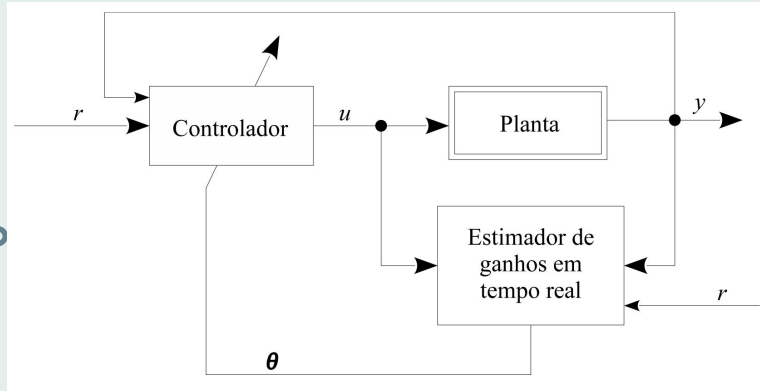 r
Controlador
u
Planta
y
Estimador de
ganhos em
tempo real
r
θ